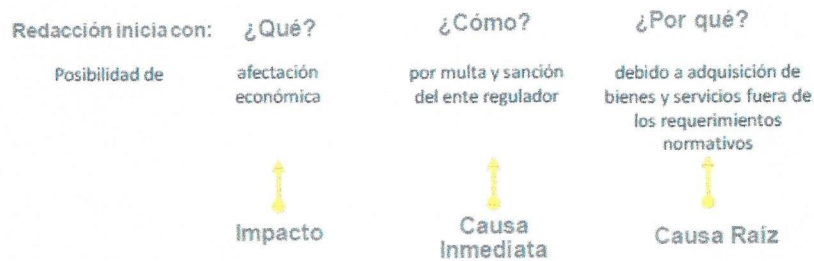 Redacción inicia con:
¿Qué?
¿Cómo?
¿Por qué?
Posibilidad de
afectación
económica
por multa y sanción
del ente regulador
debido a adquisición de
bienes y servicios fuera de
los requerimientos
normativos
Impacto
Causa
Inmediata
Causa Raíz